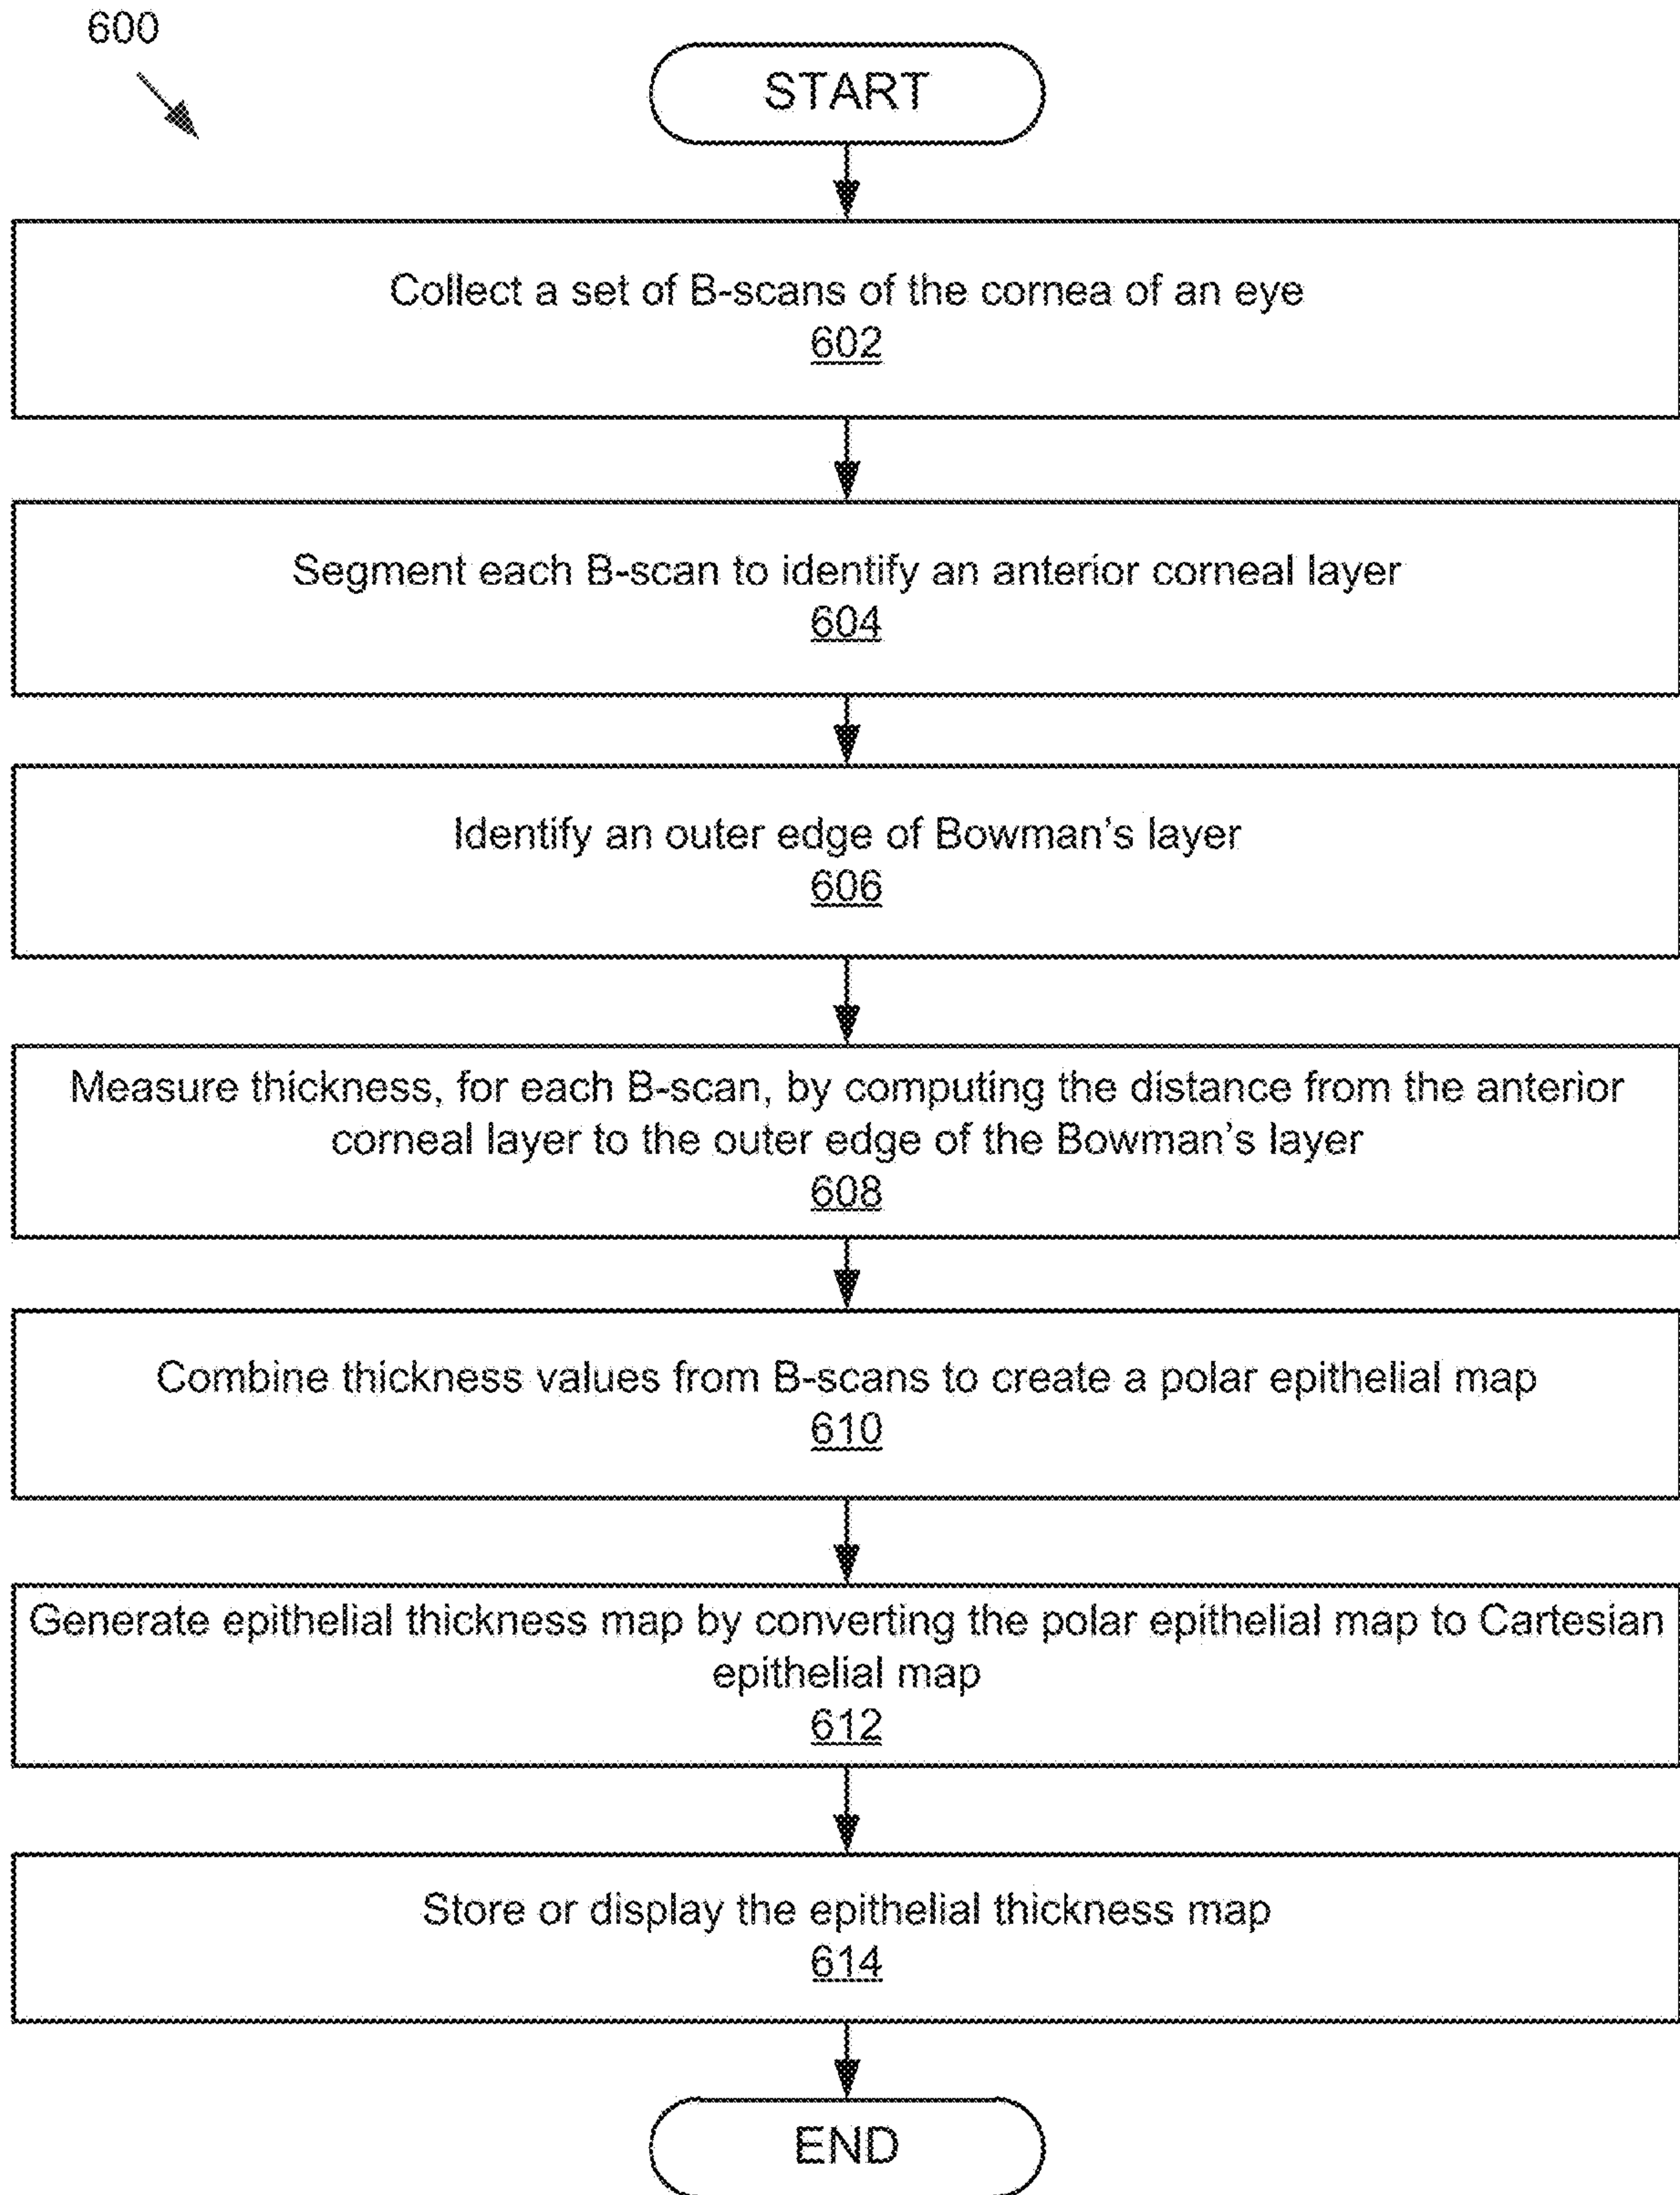 600
START
Collect a set of B-scans of the cornea of an eye
602
Segment each B-scan to identify an anterior corneal layer
604
Identify an outer edge of Bowman's layer
606
Measure thickness, for each B-scan, by computing the distance from the anterior
corneal layer to the outer edge of the Bowman's layer
608
Combine thickness values from B-scans to create a polar epithelial map
610
Generate epithelial thickness map by converting the polar epithelial map to Cartesian
epithelial map
612
Store or display the epithelial thickness map
614
END